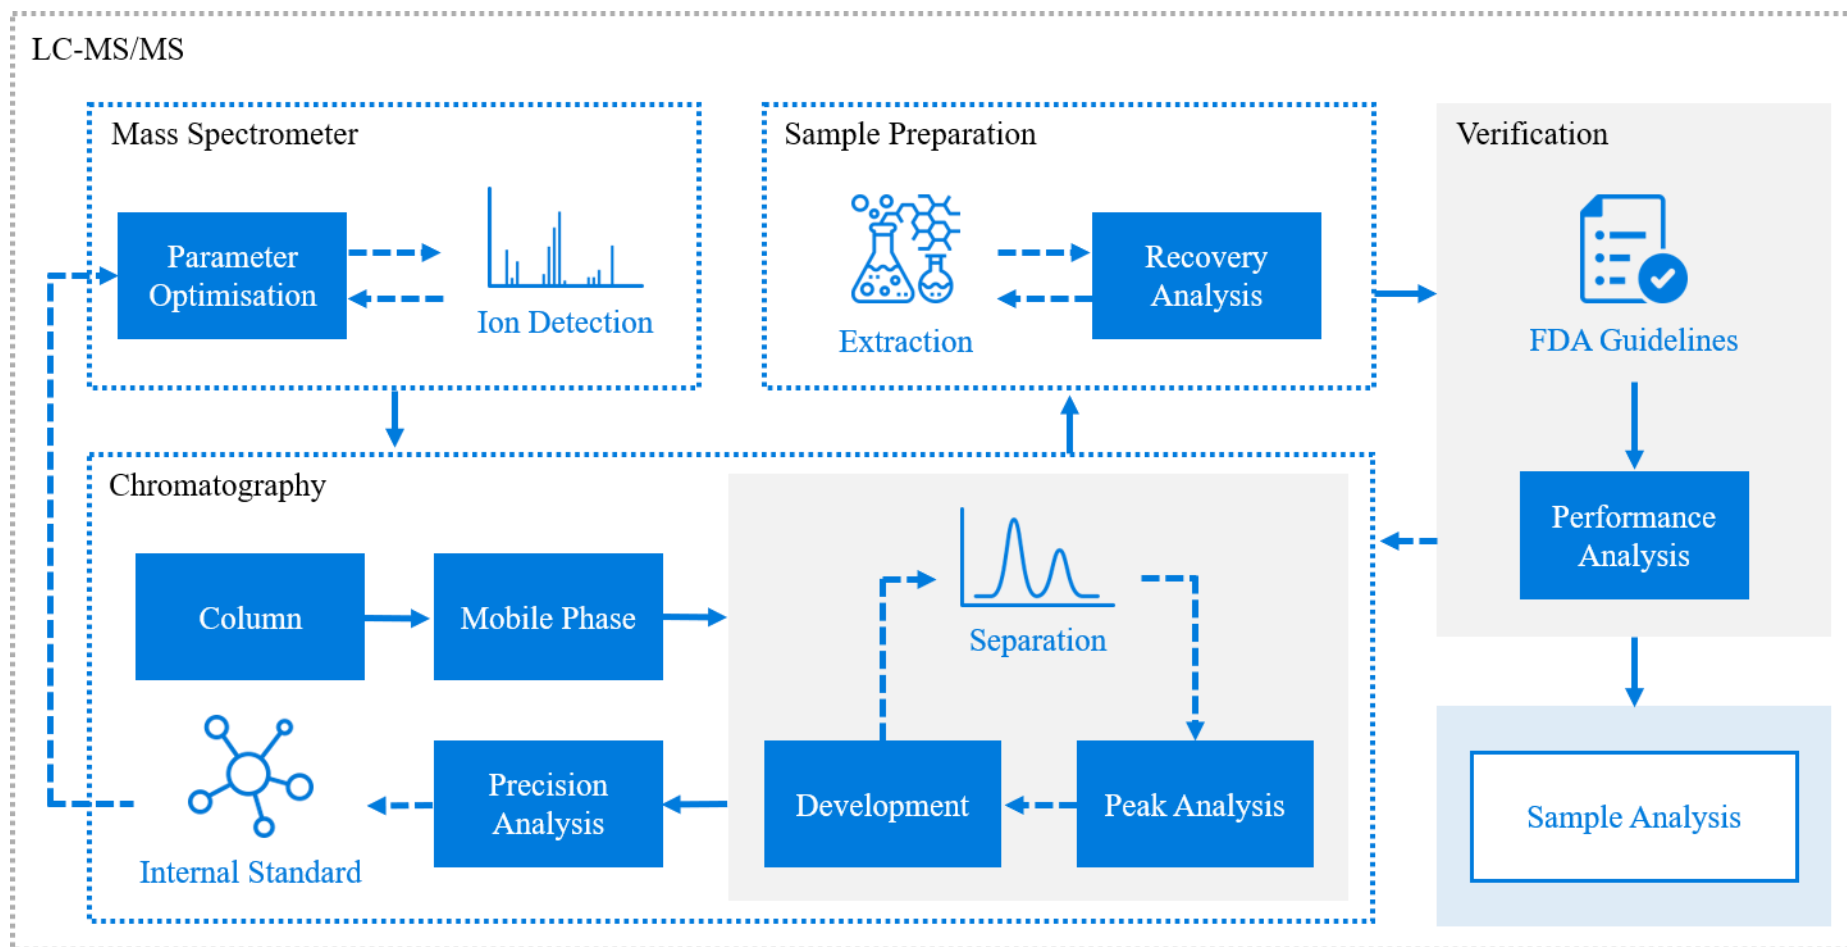 LC-MS/MS
Mass Spectrometer
Parameter
Optimisation
Ion Detection
Sample Preparation
Extraction
Recovery
Analysis
Verification
FDA Guidelines
Performance
Analysis
Chromatography
Column
Mobile Phase
Separation
Development
Peak Analysis
Precision
Analysis
Internal Standard
Sample Analysis